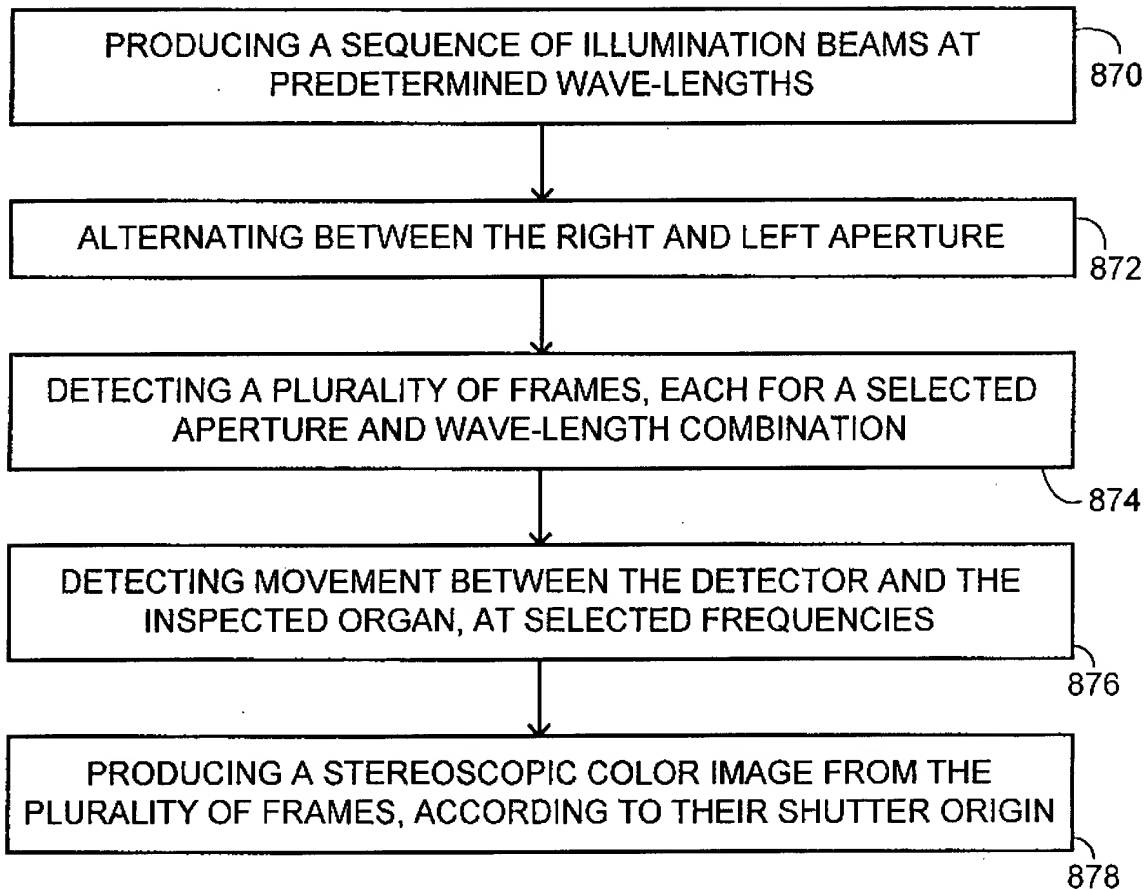 PRODUCING A SEQUENCE OF ILLUMINATION BEAMS AT
PREDETERMINED WAVE-LENGTHS
870
ALTERNATING BETWEEN THE RIGHT AND LEFT APERTURE
872
DETECTING A PLURALITY OF FRAMES, EACH FOR A SELECTED
APERTURE AND WAVE-LENGTH COMBINATION
874
DETECTING MOVEMENT BETWEEN THE DETECTOR AND THE
INSPECTED ORGAN, AT SELECTED FREQUENCIES
876
PRODUCING A STEREOSCOPIC COLOR IMAGE FROM THE
PLURALITY OF FRAMES, ACCORDING TO THEIR SHUTTER ORIGIN
878